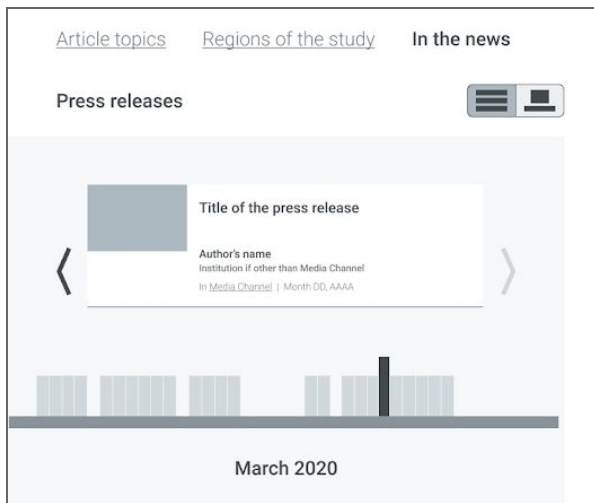 Article topics Regions of the study In the news
Press releases
Title of the press release
Author's name
Institution if other than Media Channel
In Media Channel | Month DD, AAAA
March 2020